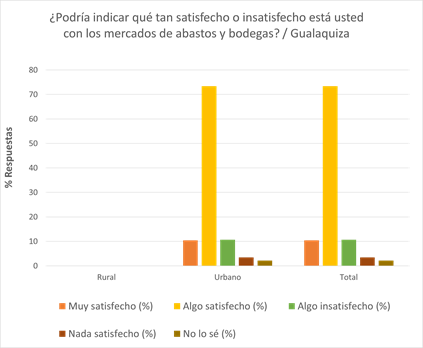 ¿Podría indicar qué tan satisfecho o insatisfecho está usted
con los mercados de abastos y bodegas? / Gualaquiza
% Respuestas
80
70
60
50
40
30
20
10
0
Rural
Urbano
Total
Muy satisfecho (%)
Algo satisfecho (%)
Algo insatisfecho (%)
Nada satisfecho (%)
No lo sé (%)